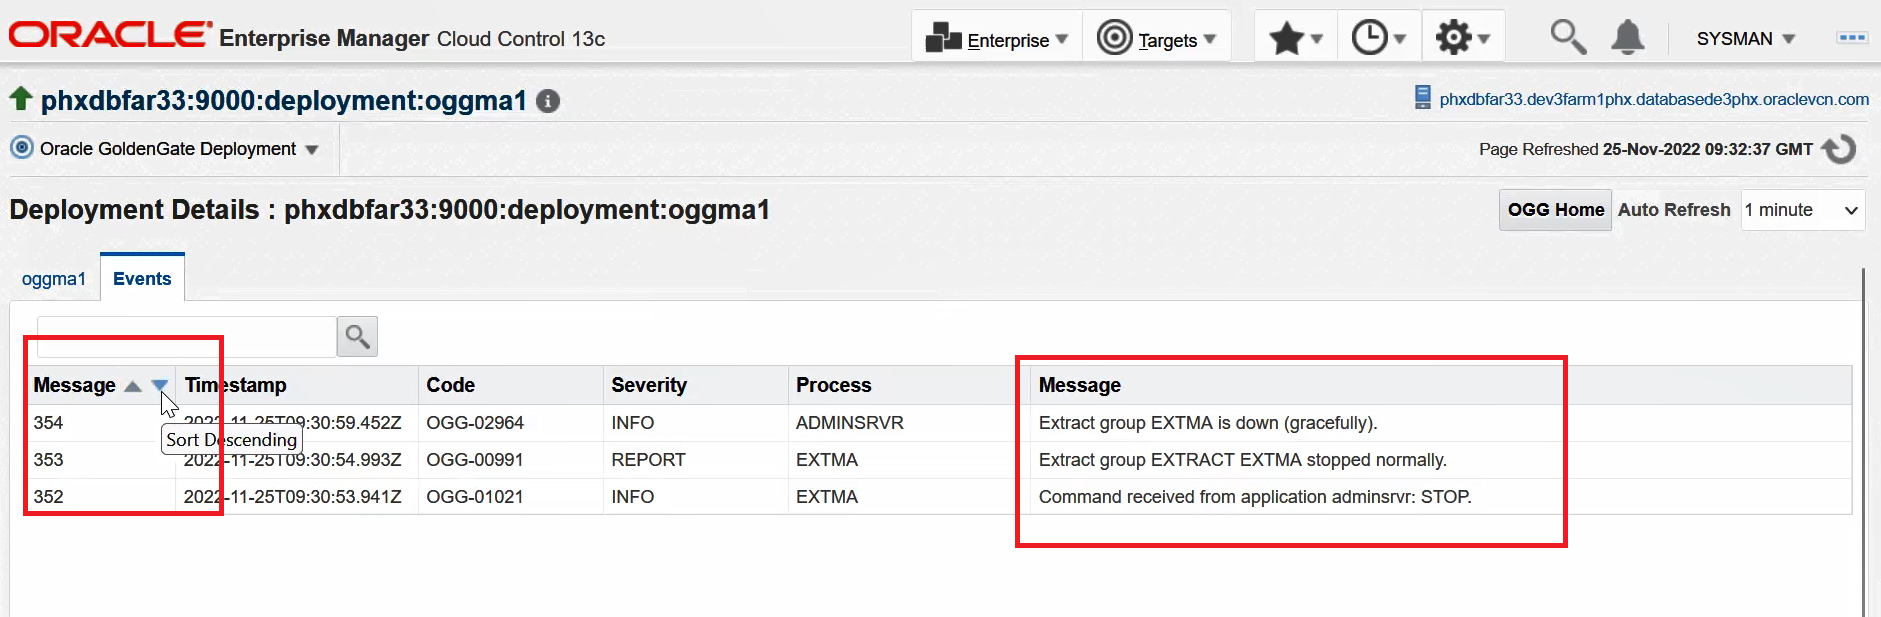 ORACLE Enterprise Manager Cloud Control 13c Enterprise Targets SYSMAN
phxdbfar33:9000:deployment:oggma1 phxdbfar33.dev3farm1phx.databasede3phx.oraclevcn.com
Oracle GoldenGate Deployment Page Refreshed 25-Nov-2022 09:32:37 GMT
Deployment Details : phxdbfar33:9000:deployment:oggma1 OGG Home Auto Refresh 1 minute
oggma1 Events
Message Timestamp Code Severity Process Message
354 2022-11-25T09:30:59.452Z OGG-02964 INFO ADMINSRVR Extract group EXTMA is down (gracefully).
Sort Descending
353 2022-11-25T09:30:54.993Z OGG-00991 REPORT EXTMA Extract group EXTRACT EXTMA stopped normally.
352 2022-11-25T09:30:53.941Z OGG-01021 INFO EXTMA Command received from application adminsrvr: STOP.